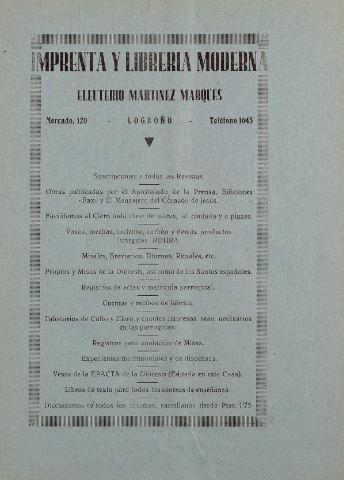 IMPRENTA Y LIBRERIA MODERNA
ELEUTERIO MARTINEZ MARQUES
Mercado, 120 - LOGROÑO - Teléfono 1645
Suscripciones a todas las Revistas.
Obras publicadas por el Apostolado de la Prensa, Ediciones
«Pax» y El Mensajero del Corazón de Jesús.
Facilitamos al Clero toda clase de obras, al contado y a plazos.
Vasos, mechas, incienso, carbón y demás productos
litúrgicos ROURA.
Misales, Breviarios, Diurnos, Rituales, etc.
Propios y Misas de la Diócesis, así como de los Santos españoles.
Registros de actas y matrícula parroquial.
Cuentas y recibos de fábrica.
Talonarios de Culto y Clero y cuantos impresos sean necesarios
en las parroquias.
Registros para anotación de Misas.
Expedientes matrimoniales y de dispensas.
Venta de la EPACTA de la Diócesis (Editada en este Casa).
Libros de texto para todos los centros de enseñanza.
Diccionarios de todos los idiomas, castellanos desde Ptas. 1'75